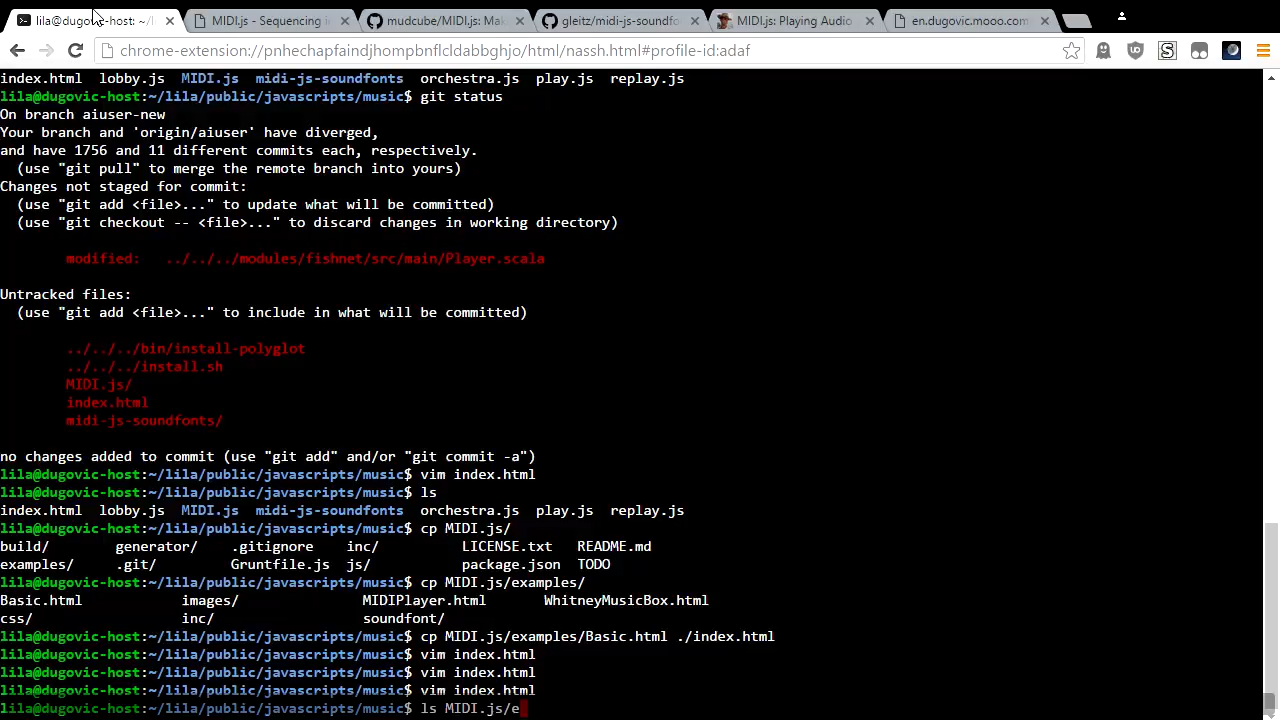 lila@dugovic-host: ~/l
MIDI.js - Sequencing i
mudcube/MIDI.js: Mak
gleitz/midi-js-soundfo
MIDI.js: Playing Audio
en.dugovic.mooo.com
chrome-extension://pnhechapfaindjhompbnflcldabbghjo/html/nassh.html#profile-id:adaf
index.html  lobby.js  MIDI.js  midi-js-soundfonts  orchestra.js  play.js  replay.js
lila@dugovic-host:~/lila/public/javascripts/music$ git status
On branch aiuser-new
Your branch and 'origin/aiuser' have diverged,
and have 1756 and 11 different commits each, respectively.
  (use "git pull" to merge the remote branch into yours)
Changes not staged for commit:
  (use "git add <file>..." to update what will be committed)
  (use "git checkout -- <file>..." to discard changes in working directory)
        modified:   ../../../modules/fishnet/src/main/Player.scala
Untracked files:
  (use "git add <file>..." to include in what will be committed)
        ../../../bin/install-polyglot
        ../../../install.sh
        MIDI.js/
        index.html
        midi-js-soundfonts/
no changes added to commit (use "git add" and/or "git commit -a")
lila@dugovic-host:~/lila/public/javascripts/music$ vim index.html
lila@dugovic-host:~/lila/public/javascripts/music$ ls
index.html  lobby.js  MIDI.js  midi-js-soundfonts  orchestra.js  play.js  replay.js
lila@dugovic-host:~/lila/public/javascripts/music$ cp MIDI.js/
build/        generator/    .gitignore    inc/          LICENSE.txt   README.md
examples/     .git/         Gruntfile.js  js/           package.json  TODO
lila@dugovic-host:~/lila/public/javascripts/music$ cp MIDI.js/examples/
Basic.html            images/               MIDIPlayer.html       WhitneyMusicBox.html
css/                  inc/                  soundfont/
lila@dugovic-host:~/lila/public/javascripts/music$ cp MIDI.js/examples/Basic.html ./index.html
lila@dugovic-host:~/lila/public/javascripts/music$ vim index.html
lila@dugovic-host:~/lila/public/javascripts/music$ vim index.html
lila@dugovic-host:~/lila/public/javascripts/music$ vim index.html
lila@dugovic-host:~/lila/public/javascripts/music$ ls MIDI.js/e